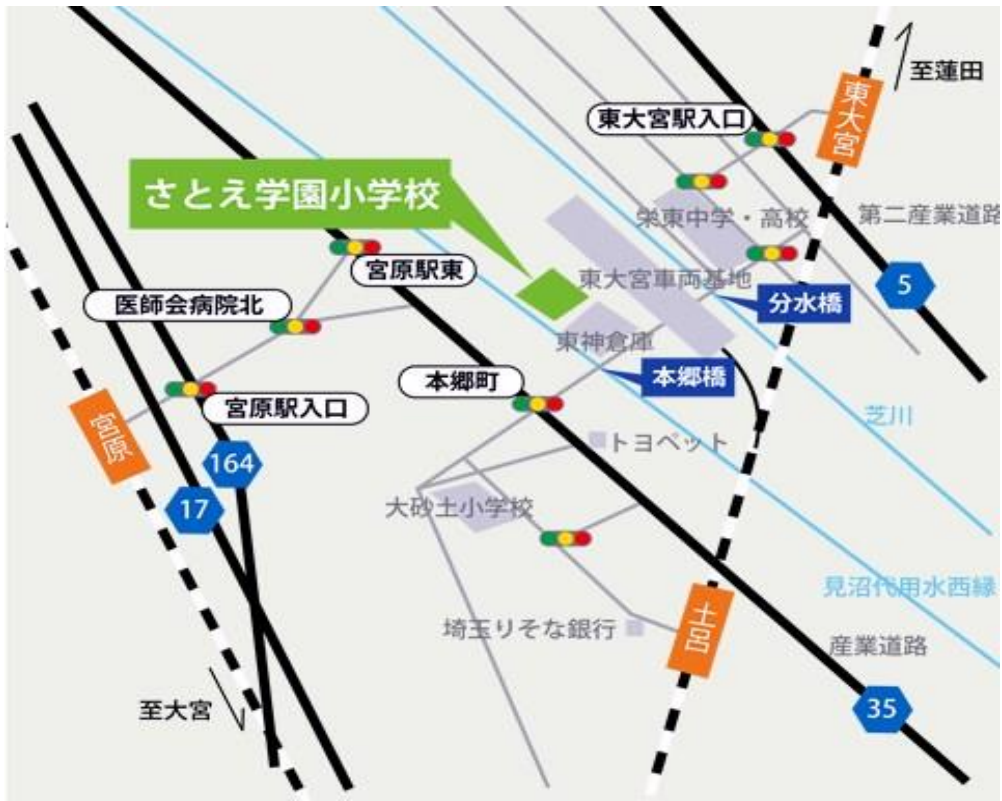 至蓮田
東大宮
東大宮駅入口
さとえ学園小学校
栄東中学・高校
第二産業道路
宮原駅東
東大宮車両基地
5
医師会病院北
分水橋
東神倉庫
本郷町
本郷橋
宮原駅入口
宮原
芝川
トヨペット
164
17
大砂土小学校
見沼代用水西縁
土呂
埼玉りそな銀行
産業道路
至大宮
35